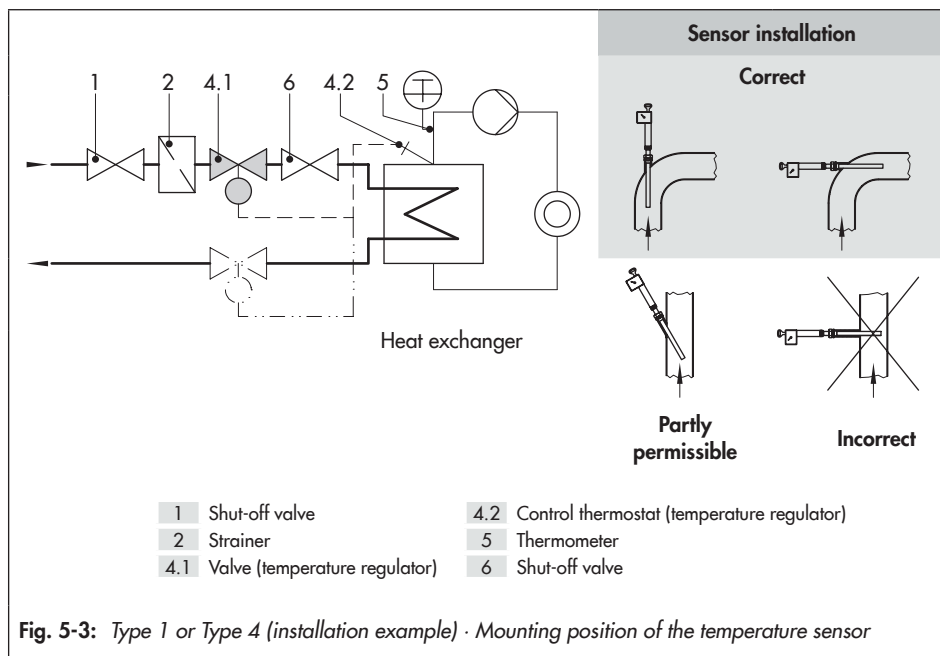 Sensor installation
Correct
1 2 4.1 6 4.2 5
Heat exchanger
Partly
permissible
Incorrect
1 Shut-off valve
2 Strainer
4.1 Valve (temperature regulator)
4.2 Control thermostat (temperature regulator)
5 Thermometer
6 Shut-off valve
Fig. 5-3: Type 1 or Type 4 (installation example) · Mounting position of the temperature sensor